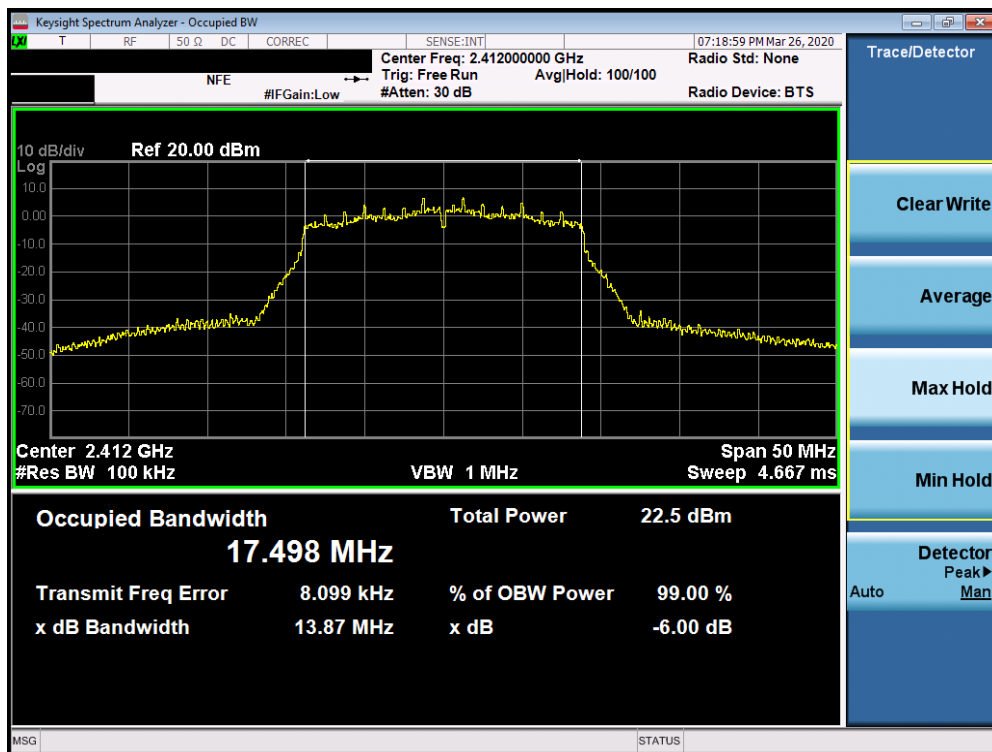 Keysight Spectrum Analyzer - Occupied BW
LXI T RF 50 Ω DC CORREC SENSE:INT 07:18:59 PM Mar 26, 2020
Center Freq: 2.412000000 GHz Radio Std: None
NFE Trig: Free Run Avg|Hold: 100/100
#IFGain:Low #Atten: 30 dB Radio Device: BTS
10 dB/div Ref 20.00 dBm
Log
10.0
0.00
-10.0
-20.0
-30.0
-40.0
-50.0
-60.0
-70.0
Center 2.412 GHz Span 50 MHz
#Res BW 100 kHz VBW 1 MHz Sweep 4.667 ms
Occupied Bandwidth Total Power 22.5 dBm
17.498 MHz
Transmit Freq Error 8.099 kHz % of OBW Power 99.00 %
x dB Bandwidth 13.87 MHz x dB -6.00 dB
MSG STATUS
Trace/Detector
Clear Write
Average
Max Hold
Min Hold
Detector
Peak▶
Auto Man